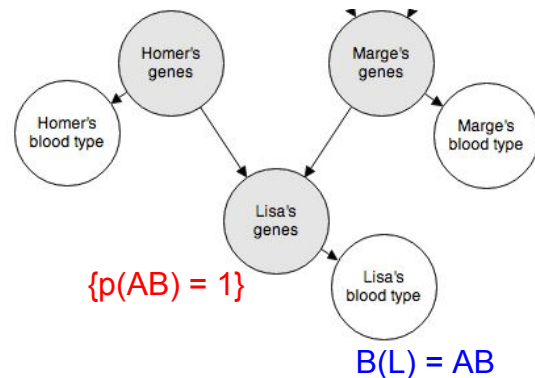 Homer's
genes
Marge's
genes
Homer's
blood type
Marge's
blood type
Lisa's
genes
{p(AB) = 1}
Lisa's
blood type
B(L) = AB